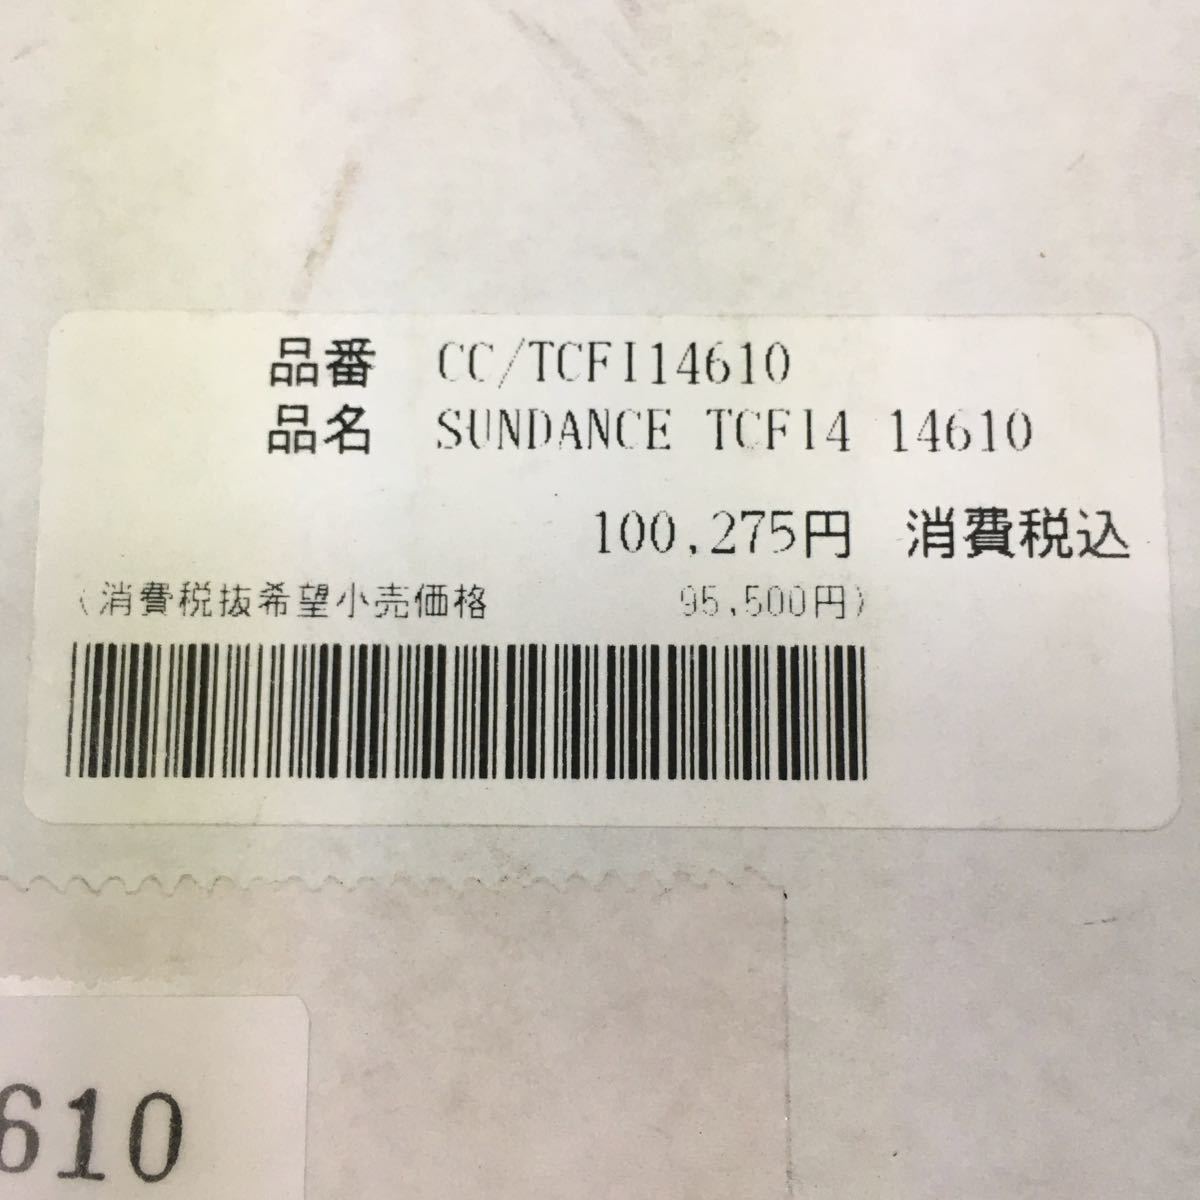 品番 CC/TCFI14610
品名 SUNDANCE TCFI4 14610
100,275円 消費税込
(消費税抜希望小売価格 95,500円)
610